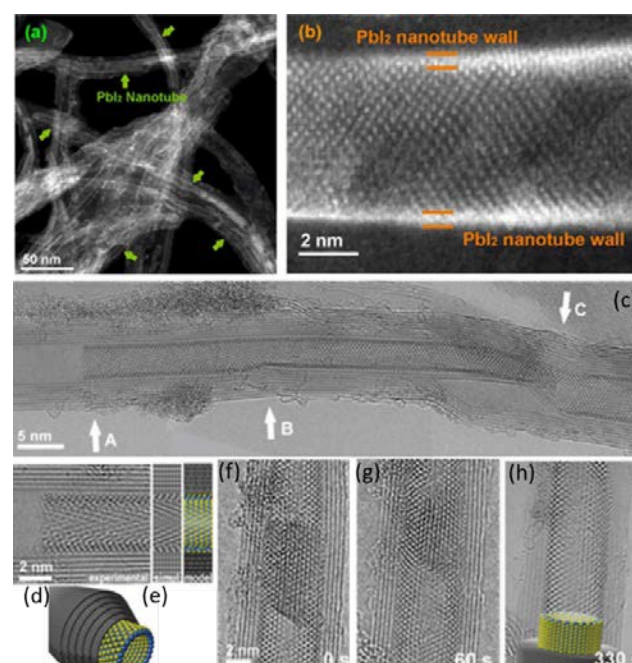 (a)
PbI₂ Nanotube
50 nm
(b)
PbI₂ nanotube wall
PbI₂ nanotube wall
2 nm
(c
C
A
B
5 nm
2 nm
experimental
model
(d)
(e)
(f)
2 nm
0 s
(g)
60 s
(h)
330